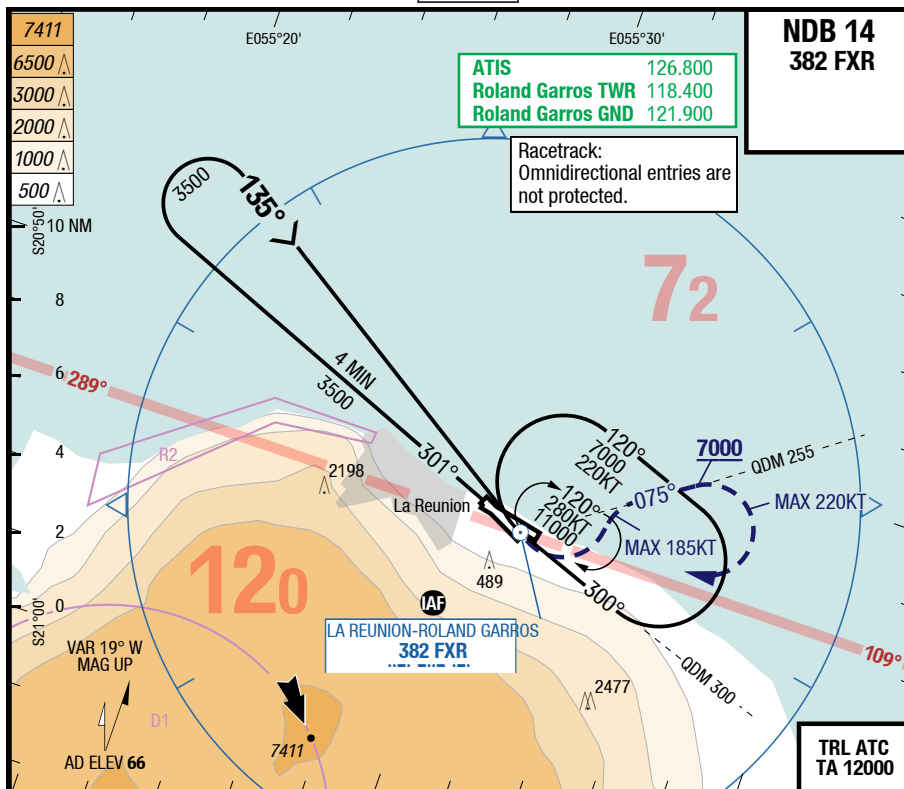 7411
6500
3000
2000
1000
500
E055°20'
E055°30'
NDB 14
382 FXR
ATIS 126.800
Roland Garros TWR 118.400
Roland Garros GND 121.900
Racetrack:
Omnidirectional entries are
not protected.
3500
135°
S20°50'
10 NM
72
8
4 MIN
3500
6
289°
4
R2
301°
120°
7000
220KT
7000
QDM 255
2198
La Reunion
120°
280KT
11000
075°
MAX 220KT
2
MAX 185KT
489
120
300°
0
S21°00'
IAF
LA REUNION-ROLAND GARROS
382 FXR
109°
VAR 19° W
MAG UP
QDM 300
2477
D1
7411
AD ELEV 66
TRL ATC
TA 12000